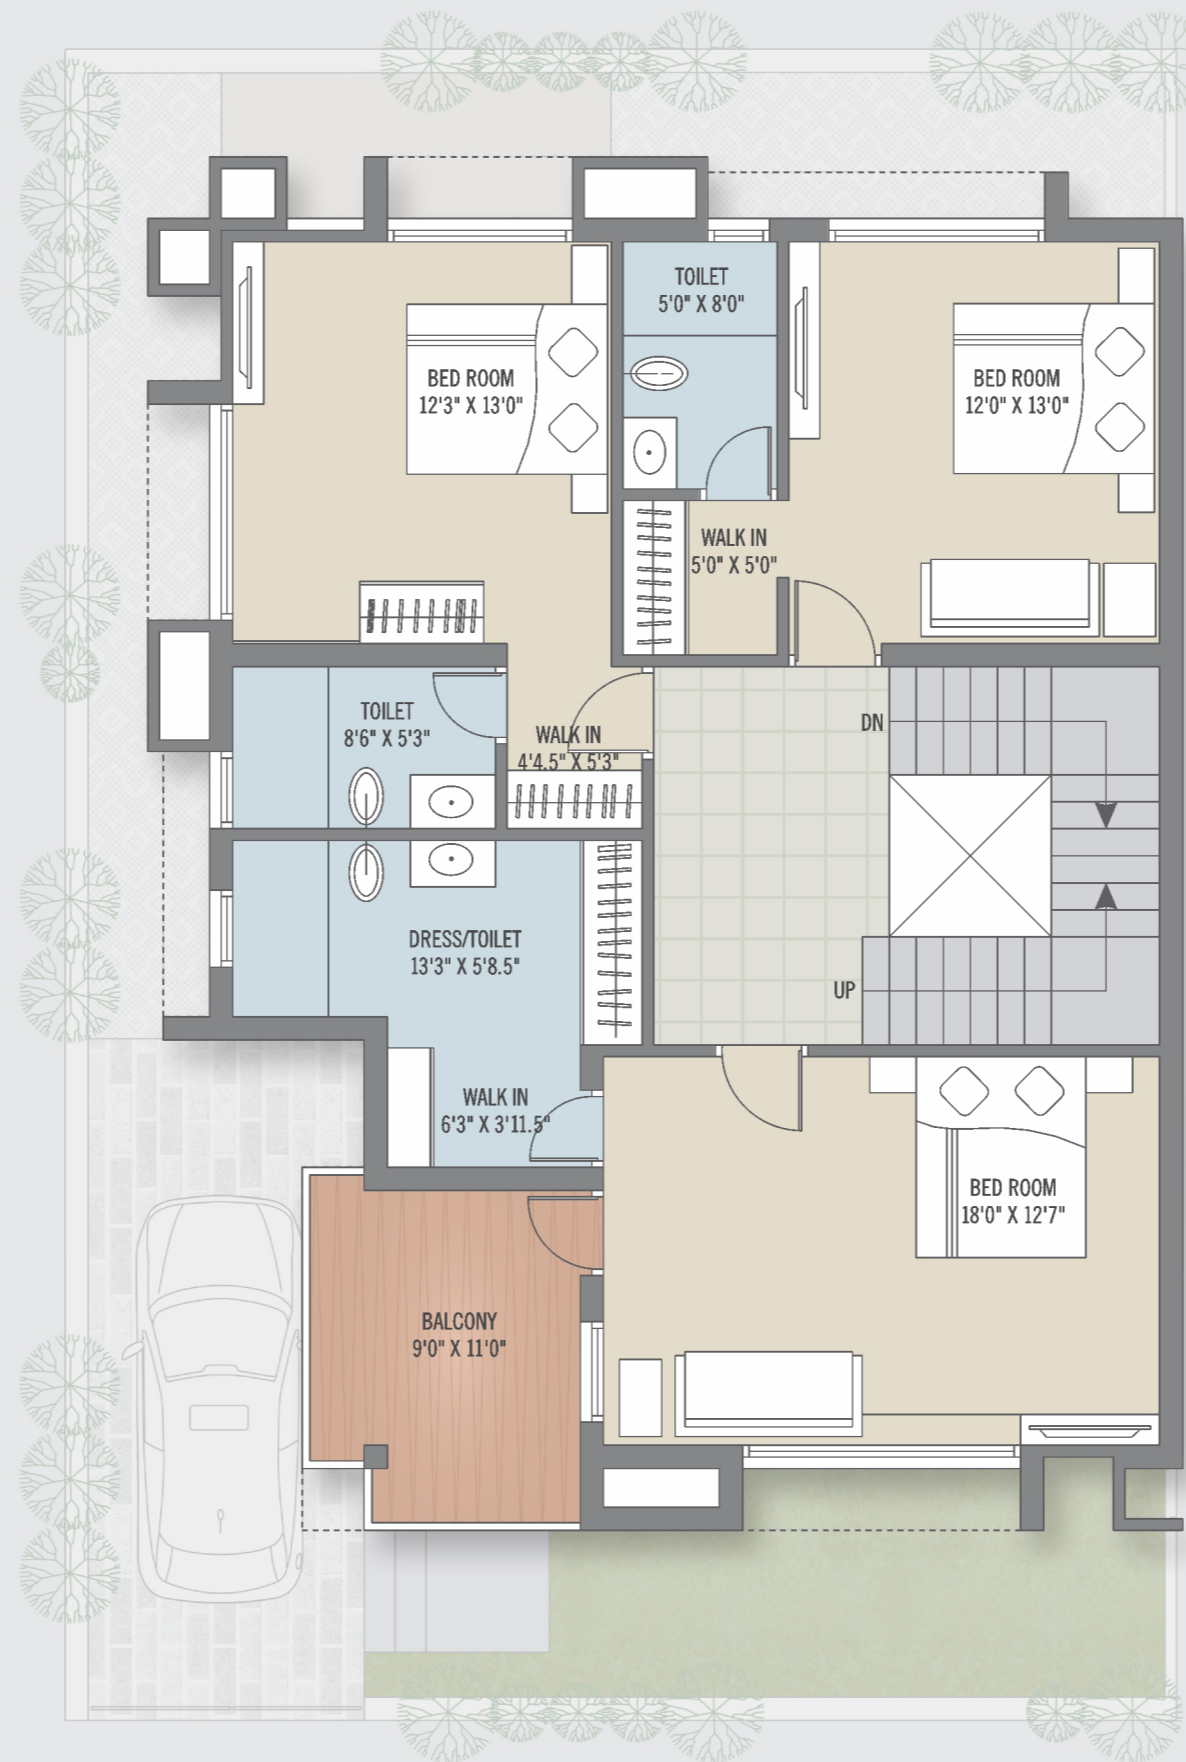 TOILET
5'0" X 8'0"
BED ROOM
12'3" X 13'0"
BED ROOM
12'0" X 13'0"
WALK IN
5'0" X 5'0"
TOILET
8'6" X 5'3"
WALK IN
4'4.5" X 5'3"
DN
DRESS/TOILET
13'3" X 5'8.5"
UP
WALK IN
6'3" X 3'11.5"
BED ROOM
18'0" X 12'7"
BALCONY
9'0" X 11'0"